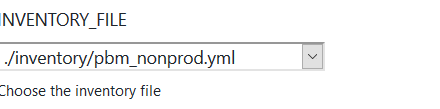 INVENTORY_FILE
./inventory/pbm_nonprod.yml
Choose the inventory file